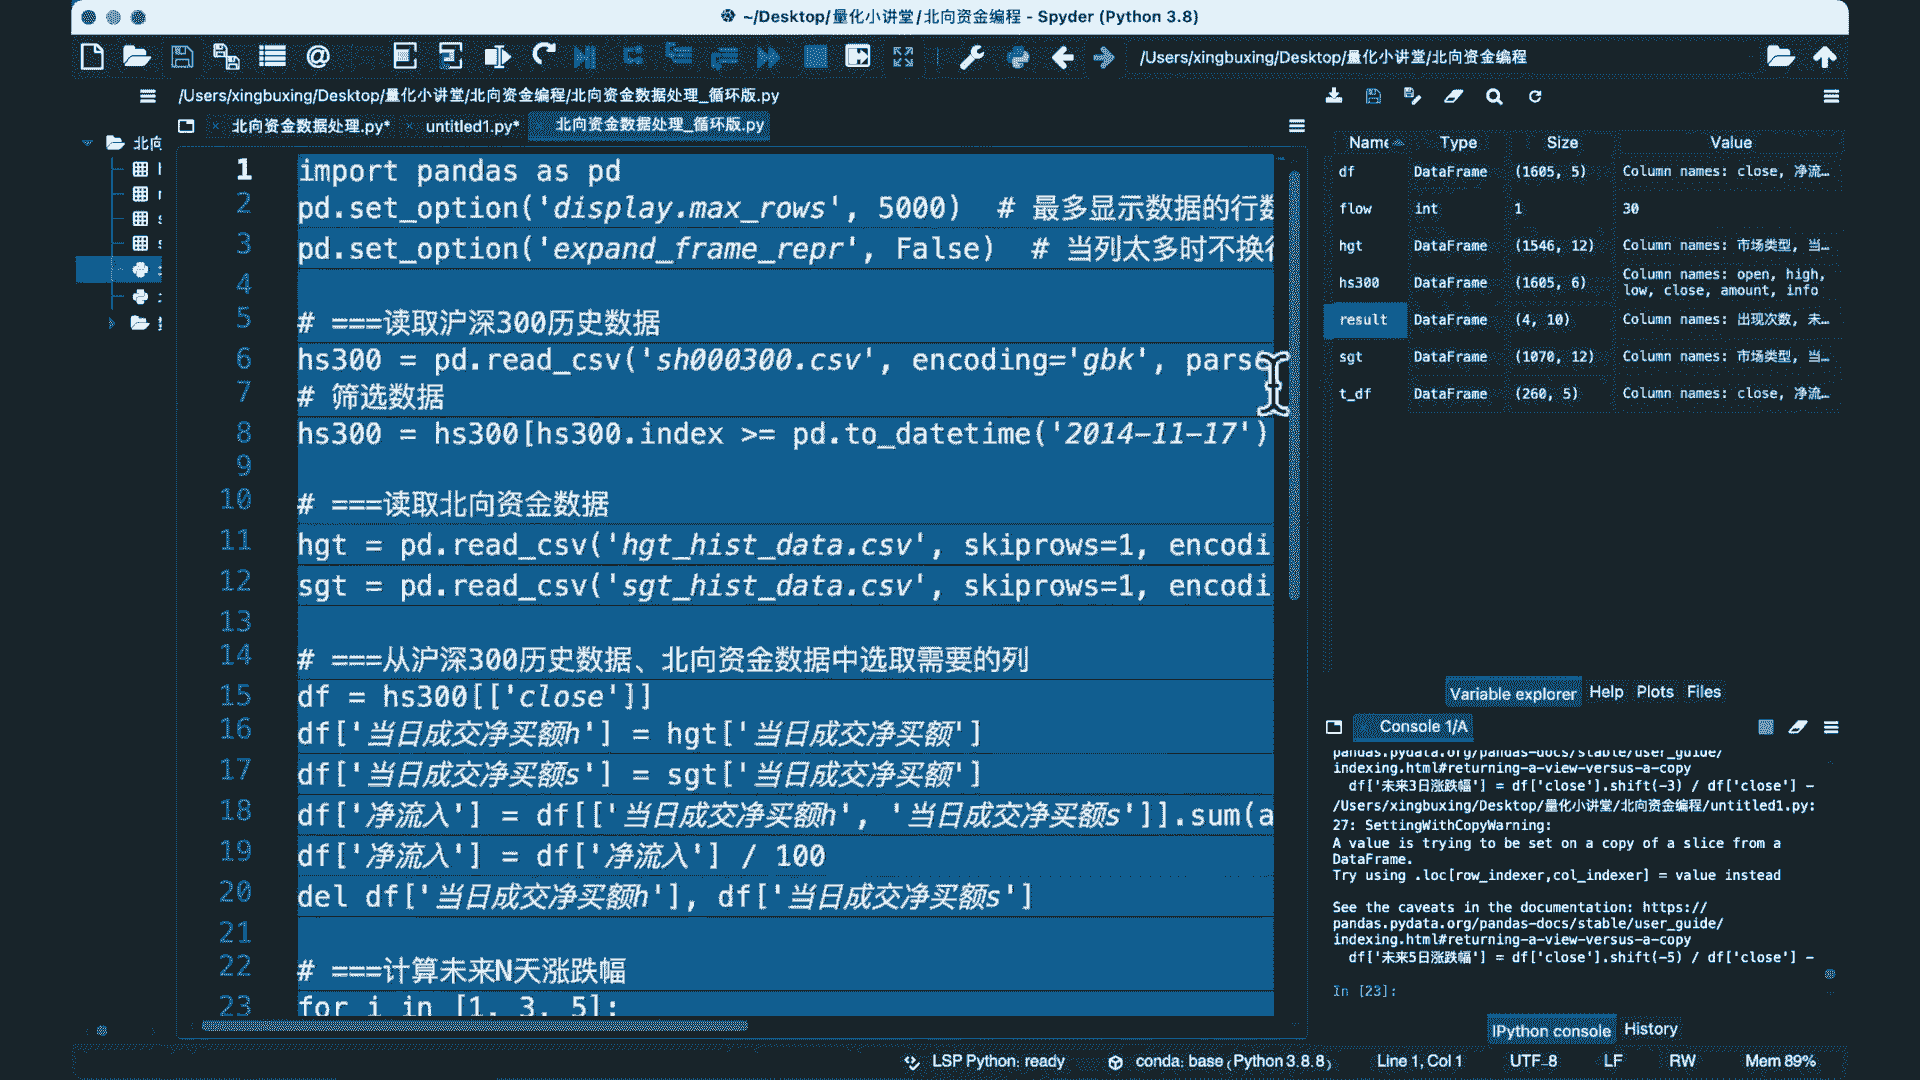 ~/Desktop/量化小讲堂/北向资金编程 - Spyder (Python 3.8)
/Users/xingbuxing/Desktop/量化小讲堂/北向资金编程
/Users/xingbuxing/Desktop/量化小讲堂/北向资金编程/北向资金数据处理_循环版.py
北向资金数据处理.py*
untitled1.py*
北向资金数据处理_循环版.py
北向
1 import pandas as pd
2 pd.set_option('display.max_rows', 5000)  # 最多显示数据的行数
3 pd.set_option('expand_frame_repr', False)  # 当列太多时不换行
4
5 # ===读取沪深300历史数据
6 hs300 = pd.read_csv('sh000300.csv', encoding='gbk', parse
7 # 筛选数据
8 hs300 = hs300[hs300.index >= pd.to_datetime('2014-11-17')
9
10 # ===读取北向资金数据
11 hgt = pd.read_csv('hgt_hist_data.csv', skiprows=1, encodi
12 sgt = pd.read_csv('sgt_hist_data.csv', skiprows=1, encodi
13
14 # ===从沪深300历史数据、北向资金数据中选取需要的列
15 df = hs300[['close']]
16 df['当日成交净买额h'] = hgt['当日成交净买额']
17 df['当日成交净买额s'] = sgt['当日成交净买额']
18 df['净流入'] = df[['当日成交净买额h', '当日成交净买额s']].sum(a
19 df['净流入'] = df['净流入'] / 100
20 del df['当日成交净买额h'], df['当日成交净买额s']
21
22 # ===计算未来N天涨跌幅
23 for i in [1, 3, 5]:
Name Type Size Value
df DataFrame (1605, 5) Column names: close, 净流…
flow int 1 30
hgt DataFrame (1546, 12) Column names: 市场类型, 当…
hs300 DataFrame (1605, 6) Column names: open, high,
low, close, amount, info
result DataFrame (4, 10) Column names: 出现次数, 未…
sgt DataFrame (1070, 12) Column names: 市场类型, 当…
t_df DataFrame (260, 5) Column names: close, 净流…
Variable explorer Help Plots Files
Console 1/A
pandas.pydata.org/pandas-docs/stable/user_guide/
indexing.html#returning-a-view-versus-a-copy
df['未来3日涨跌幅'] = df['close'].shift(-3) / df['close'] -
/Users/xingbuxing/Desktop/量化小讲堂/北向资金编程/untitled1.py:
27: SettingWithCopyWarning:
A value is trying to be set on a copy of a slice from a
DataFrame.
Try using .loc[row_indexer,col_indexer] = value instead
See the caveats in the documentation: https://
pandas.pydata.org/pandas-docs/stable/user_guide/
indexing.html#returning-a-view-versus-a-copy
df['未来5日涨跌幅'] = df['close'].shift(-5) / df['close'] -
In [23]:
IPython console History
LSP Python: ready conda: base (Python 3.8.8) Line 1, Col 1 UTF-8 LF RW Mem 89%